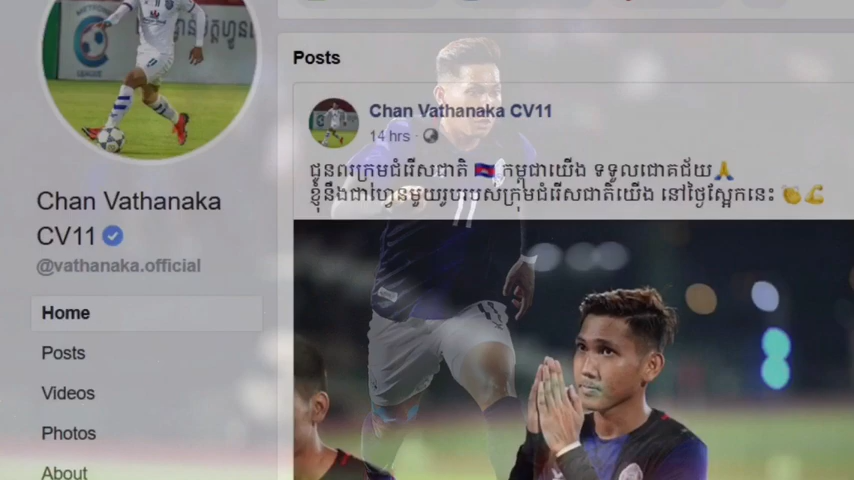 Chan Vathanaka
CV11
@vathanaka.official
Home
Posts
Videos
Photos
About
Posts
Chan Vathanaka CV11
14 hrs
ជូនពរក្រុមជំរើសជាតិ 🇰🇭 កម្ពុជាយើង ទទួលជោគជ័យ🙏
ខ្ញុំនឹងជាហ្វេនមួយរូបរបស់ក្រុមជំរើសជាតិយើង នៅថ្ងៃស្អែកនេះ 👏💪
11